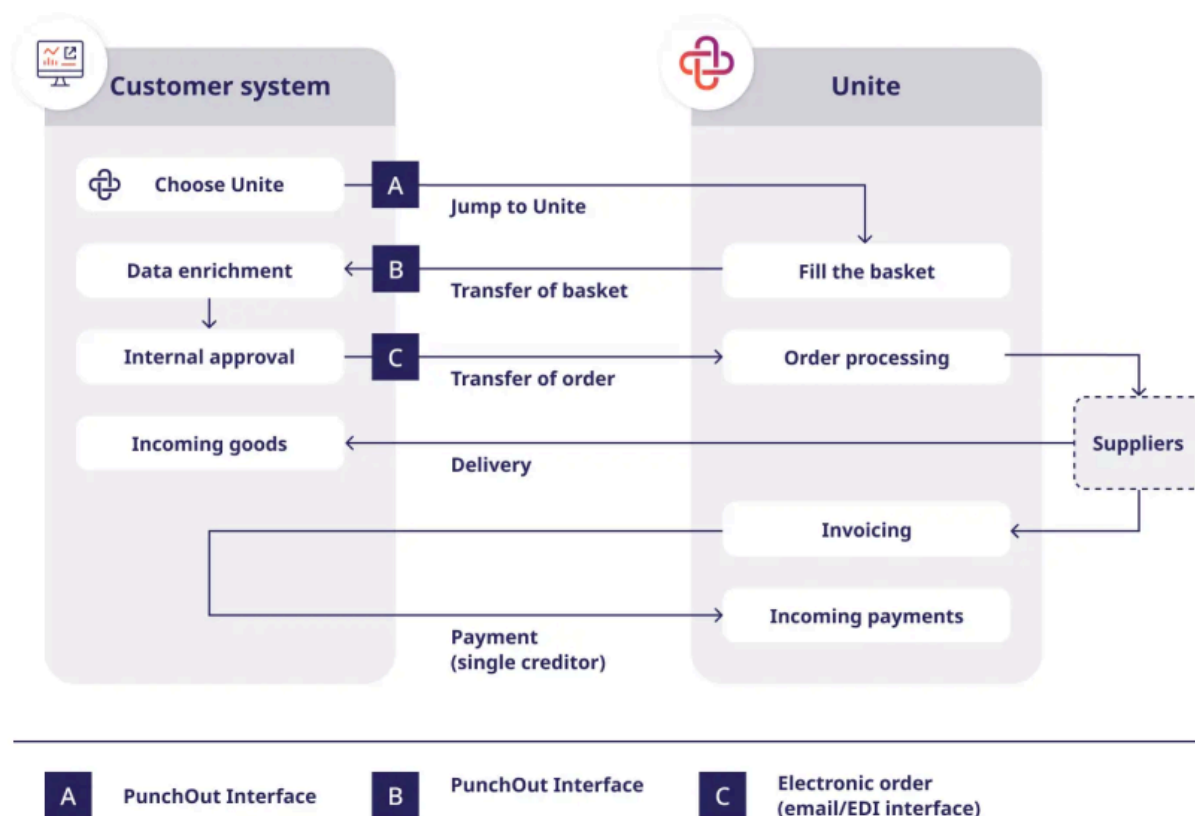 Customer system
Unite
Choose Unite
A
Jump to Unite
Data enrichment
B
Transfer of basket
Fill the basket
Internal approval
C
Transfer of order
Order processing
Incoming goods
Delivery
Suppliers
Invoicing
Payment
(single creditor)
Incoming payments
A
PunchOut Interface
B
PunchOut Interface
C
Electronic order
(email/EDI interface)